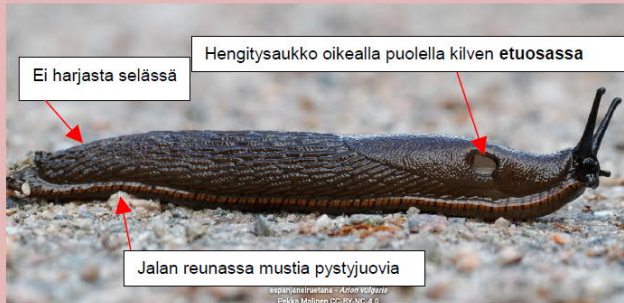 Hengitysaukko oikealla puolella kilven etuosassa
Ei harjasta selässä
Jalan reunassa mustia pystyjuovia
espanjansiruetana - Arion vulgaris
Pekka Malinen CC-BY-NC-4.0